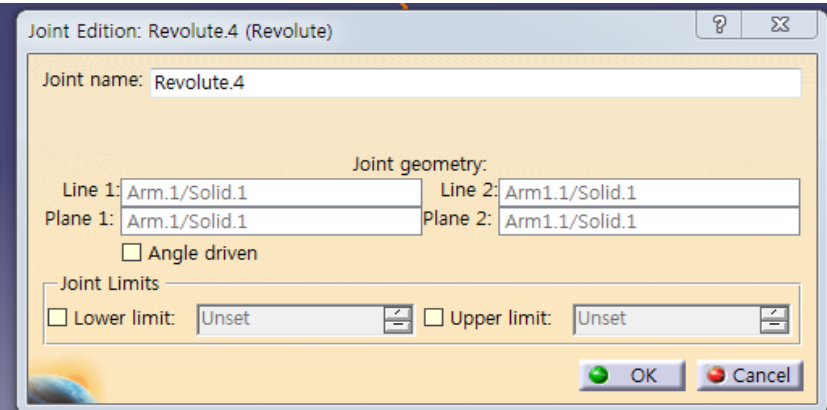 Joint Edition: Revolute.4 (Revolute)
Joint name: Revolute.4
Joint geometry:
Line 1: Arm.1/Solid.1 Line 2: Arm1.1/Solid.1
Plane 1: Arm.1/Solid.1 Plane 2: Arm1.1/Solid.1
Angle driven
Joint Limits
Lower limit: Unset Upper limit: Unset
OK Cancel